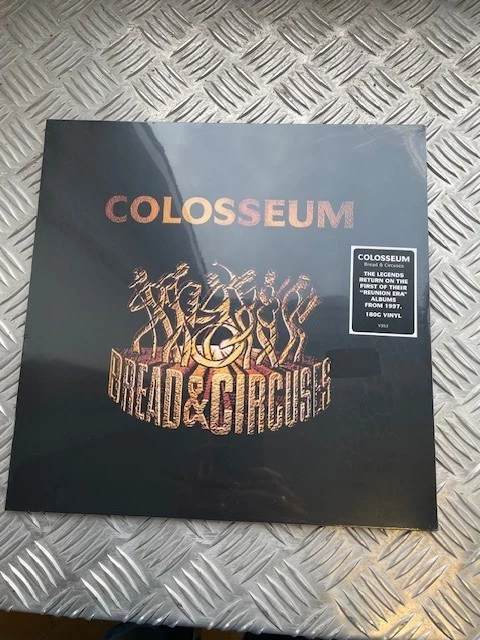 COLOSSEUM
BREAD & CIRCUSES
COLOSSEUM
Bread & Circuses
THE LEGENDS
RETURN ON THE
FIRST OF THEIR
"REUNION ERA"
ALBUMS
FROM 1997.
180G VINYL